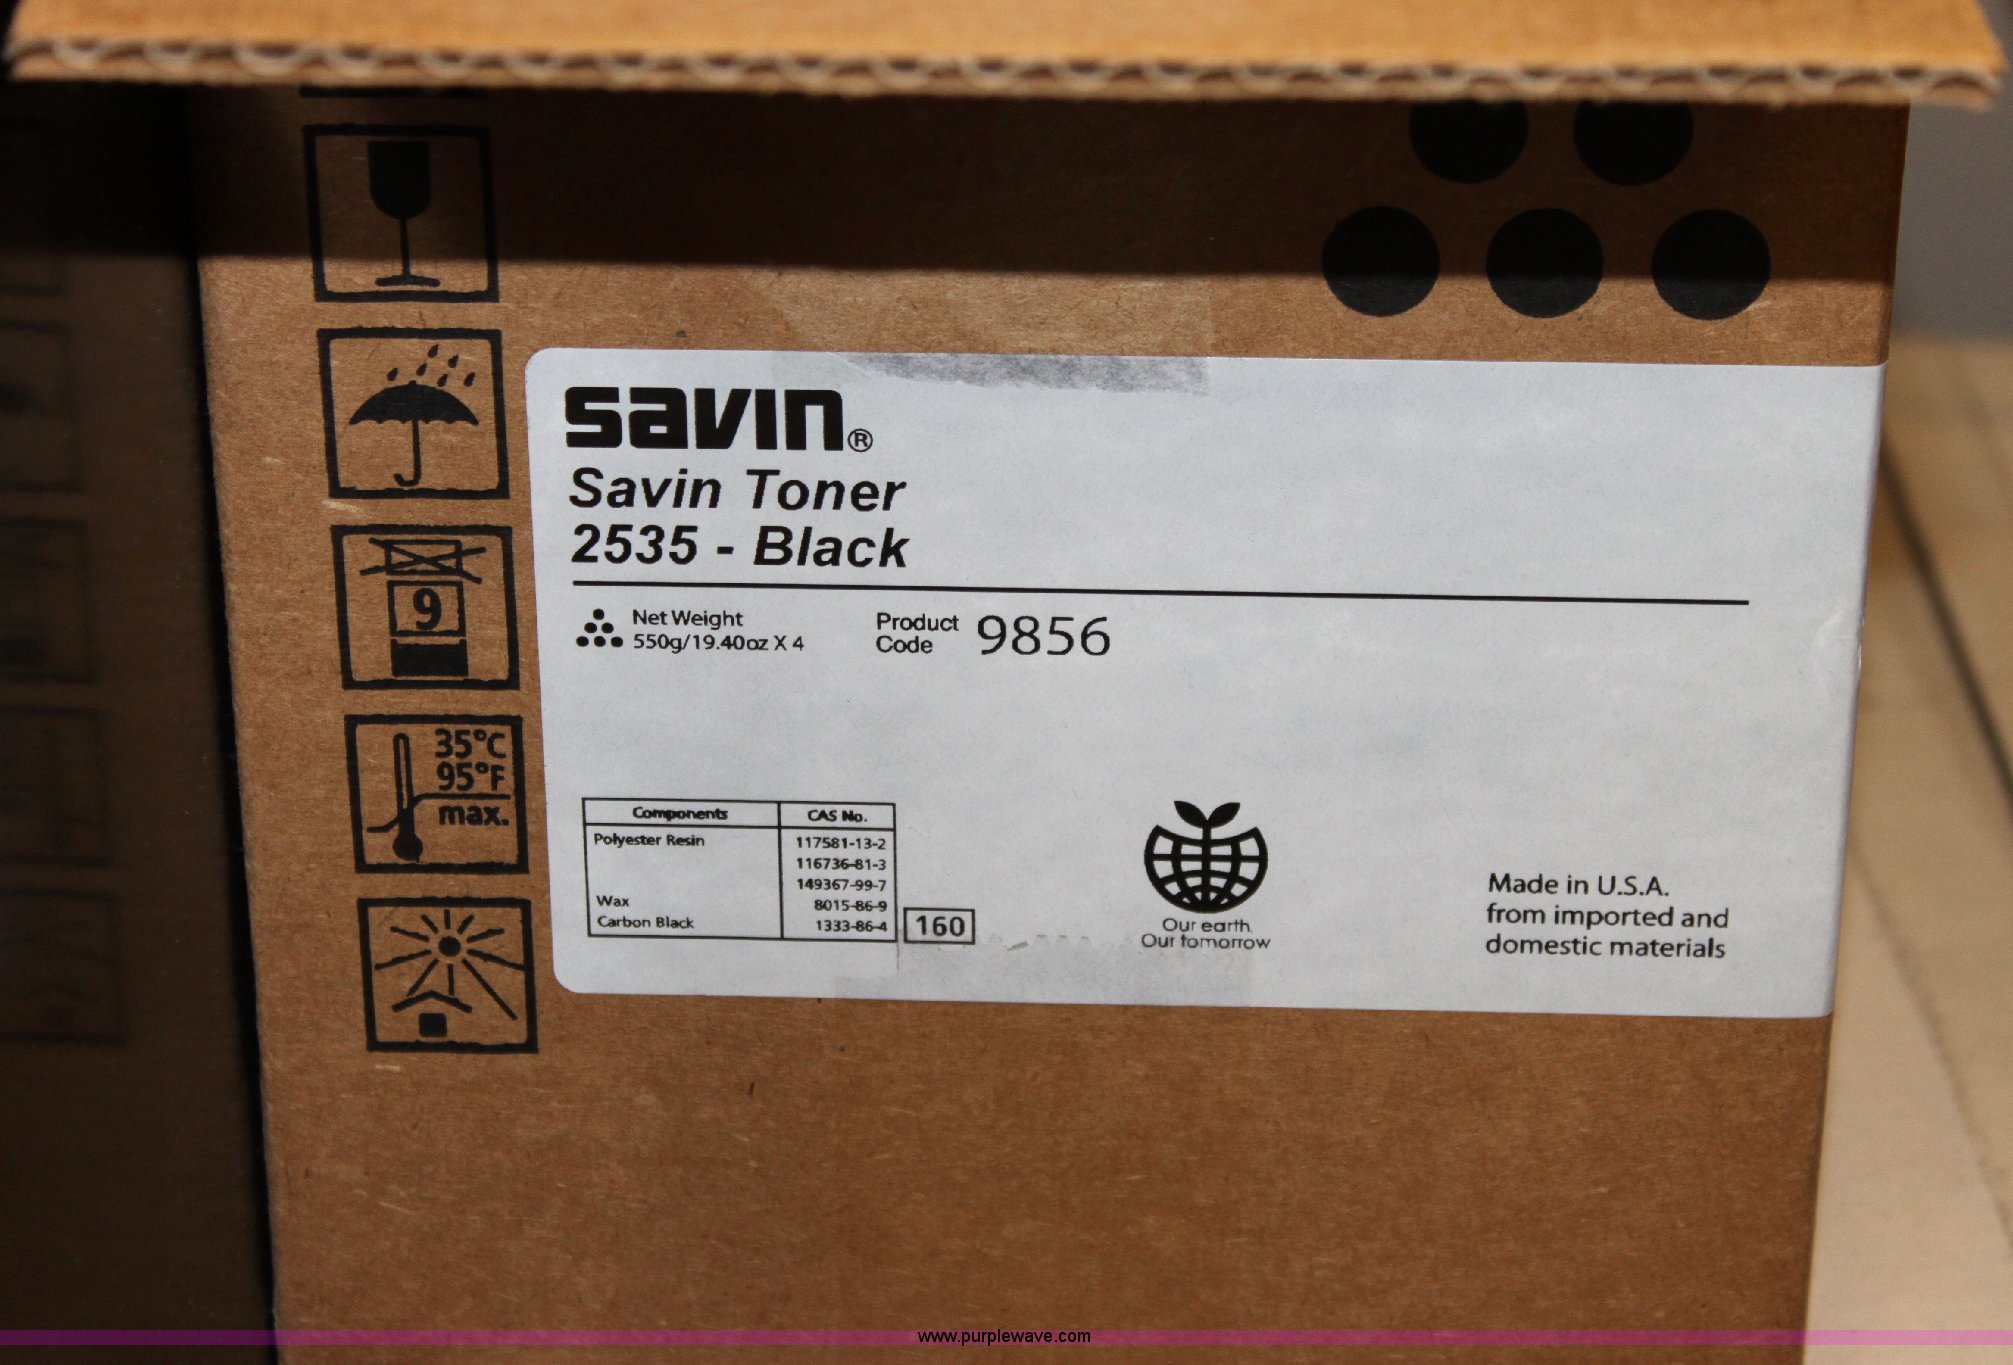 savin®
Savin Toner
2535 - Black
Net Weight
550g/19.40oz X 4
Product
Code
9856
9
35°C
95°F
max.
Components CAS No.
Polyester Resin 117581-13-2
116736-81-3
149367-99-7
Wax 8015-86-9
Carbon Black 1333-86-4
160
Our earth,
Our tomorrow
Made in U.S.A.
from imported and
domestic materials
www.purplewave.com